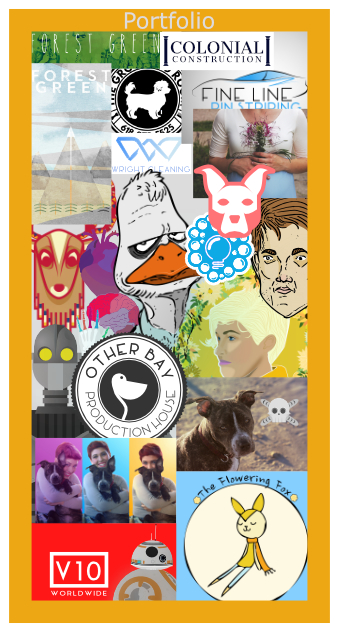 Portfolio
FOREST GREEN
COLONIAL
CONSTRUCTION
FOREST
GREEN
FINE LINE
PIN STRIPING
WRIGHT CLEANING
OTHER BAY
PRODUCTION HOUSE
The Flowering Fox
V10
WORLDWIDE